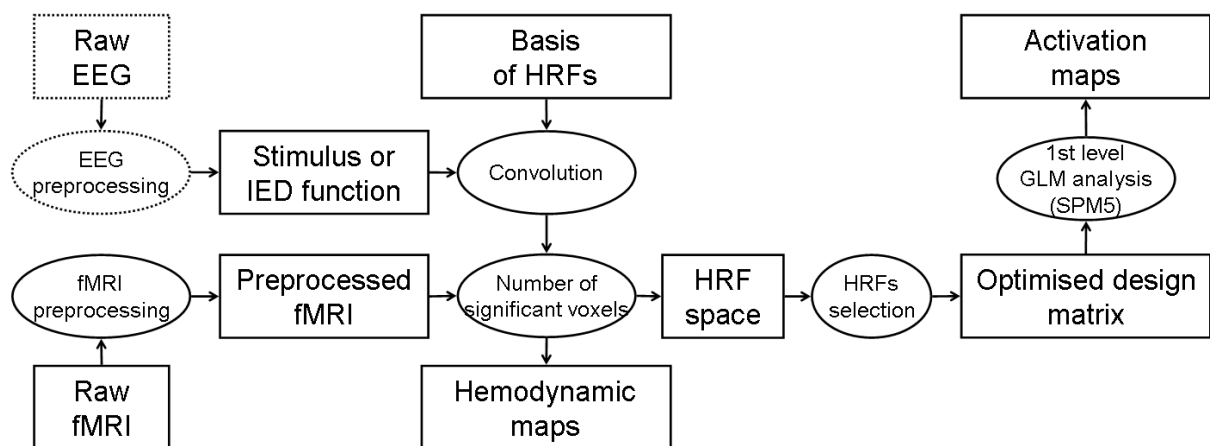 Raw
EEG
Basis
of HRFs
Activation
maps
EEG
preprocessing
Stimulus or
IED function
Convolution
1st level
GLM analysis
(SPM5)
fMRI
preprocessing
Preprocessed
fMRI
Number of
significant voxels
HRF
space
HRFs
selection
Optimised design
matrix
Raw
fMRI
Hemodynamic
maps